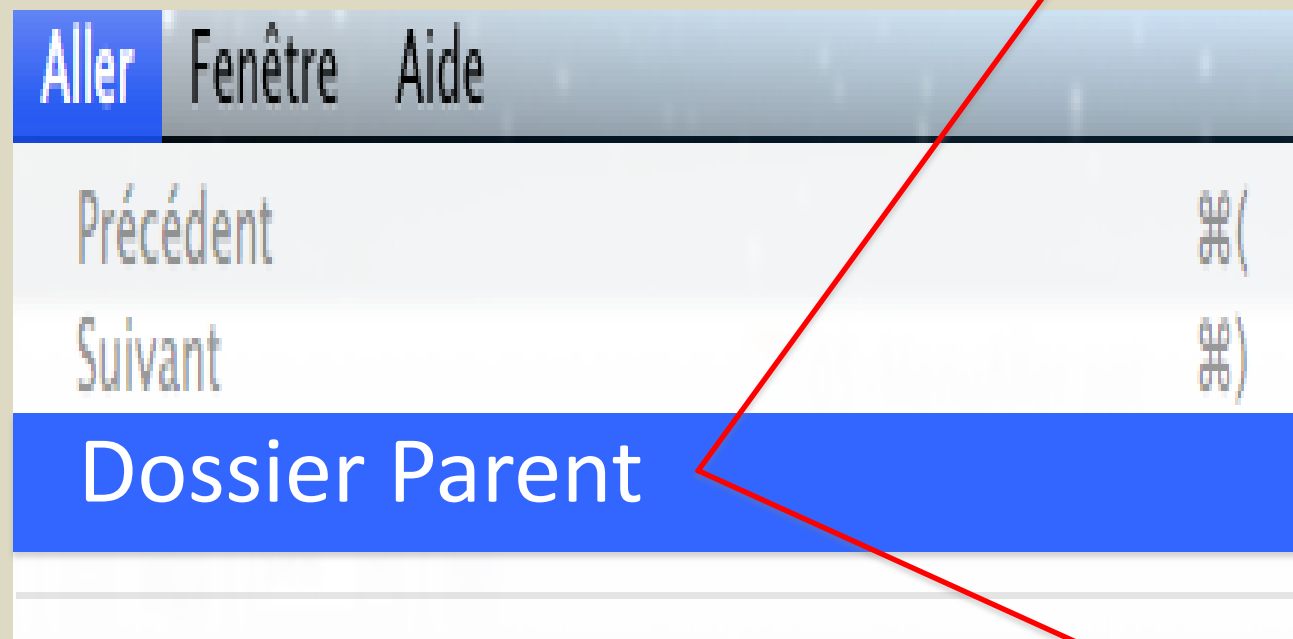 Aller Fenêtre Aide
Précédent ⌘(
Suivant ⌘)
Dossier Parent